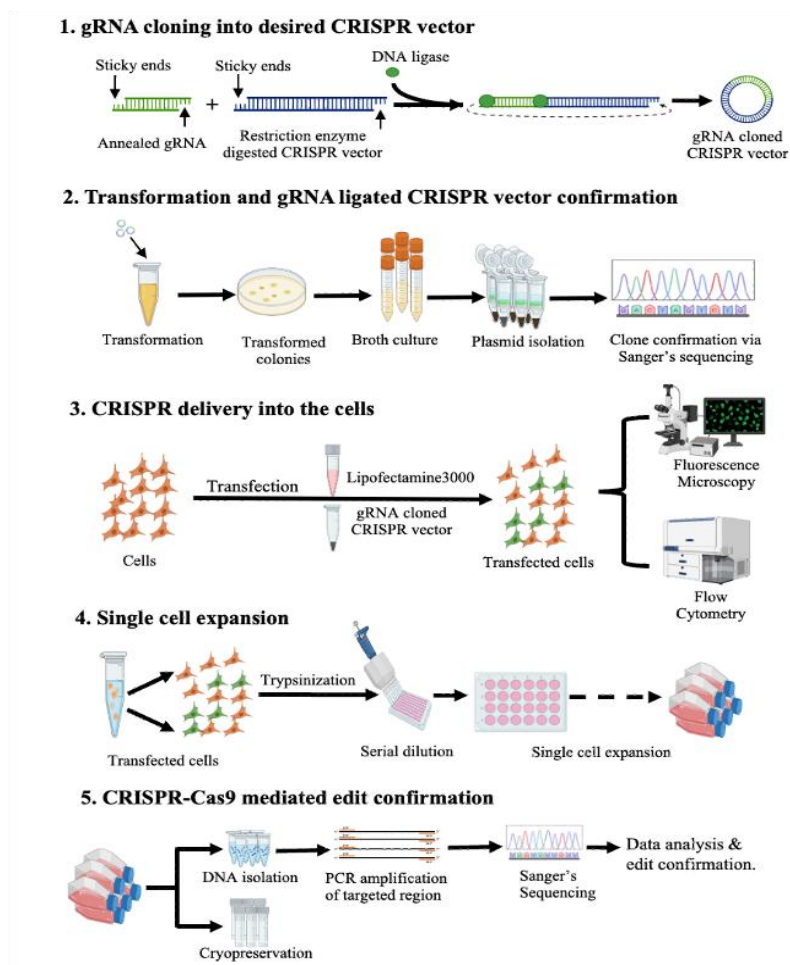 1. gRNA cloning into desired CRISPR vector
Sticky ends
Sticky ends
DNA ligase
+
Annealed gRNA
Restriction enzyme
digested CRISPR vector
gRNA cloned
CRISPR vector
2. Transformation and gRNA ligated CRISPR vector confirmation
Transformation
Transformed
colonies
Broth culture
Plasmid isolation
Clone confirmation via
Sanger's sequencing
3. CRISPR delivery into the cells
Transfection
Lipofectamine3000
gRNA cloned
CRISPR vector
Cells
Transfected cells
Fluorescence
Microscopy
Flow
Cytometry
4. Single cell expansion
Trypsinization
Transfected cells
Serial dilution
Single cell expansion
5. CRISPR-Cas9 mediated edit confirmation
DNA isolation
PCR amplification
of targeted region
Sanger's
Sequencing
Data analysis &
edit confirmation.
Cryopreservation